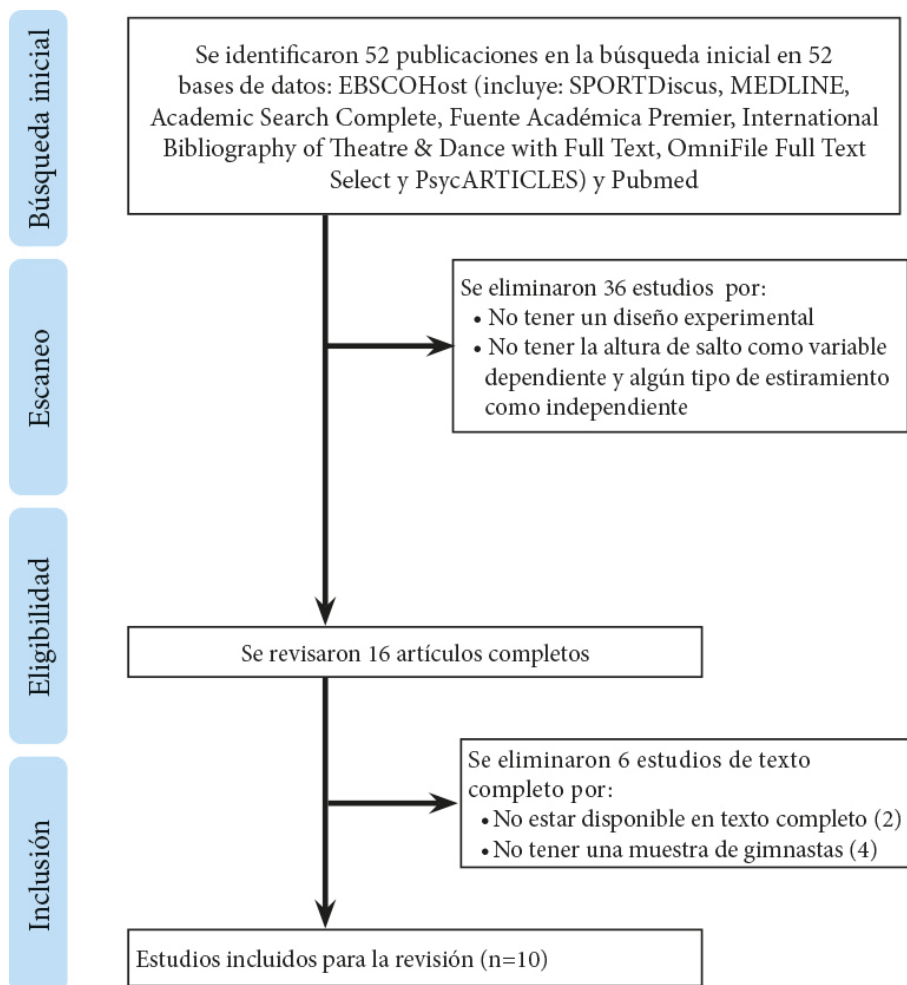 Búsqueda inicial
Se identificaron 52 publicaciones en la búsqueda inicial en 52
bases de datos: EBSCOHost (incluye: SPORTDiscus, MEDLINE,
Academic Search Complete, Fuente Académica Premier, International
Bibliography of Theatre & Dance with Full Text, OmniFile Full Text
Select y PsycARTICLES) y Pubmed
Escaneo
Se eliminaron 36 estudios por:
• No tener un diseño experimental
• No tener la altura de salto como variable
dependiente y algún tipo de estiramiento
como independiente
Eligibilidad
Se revisaron 16 artículos completos
Inclusión
Se eliminaron 6 estudios de texto
completo por:
• No estar disponible en texto completo (2)
• No tener una muestra de gimnastas (4)
Estudios incluidos para la revisión (n=10)